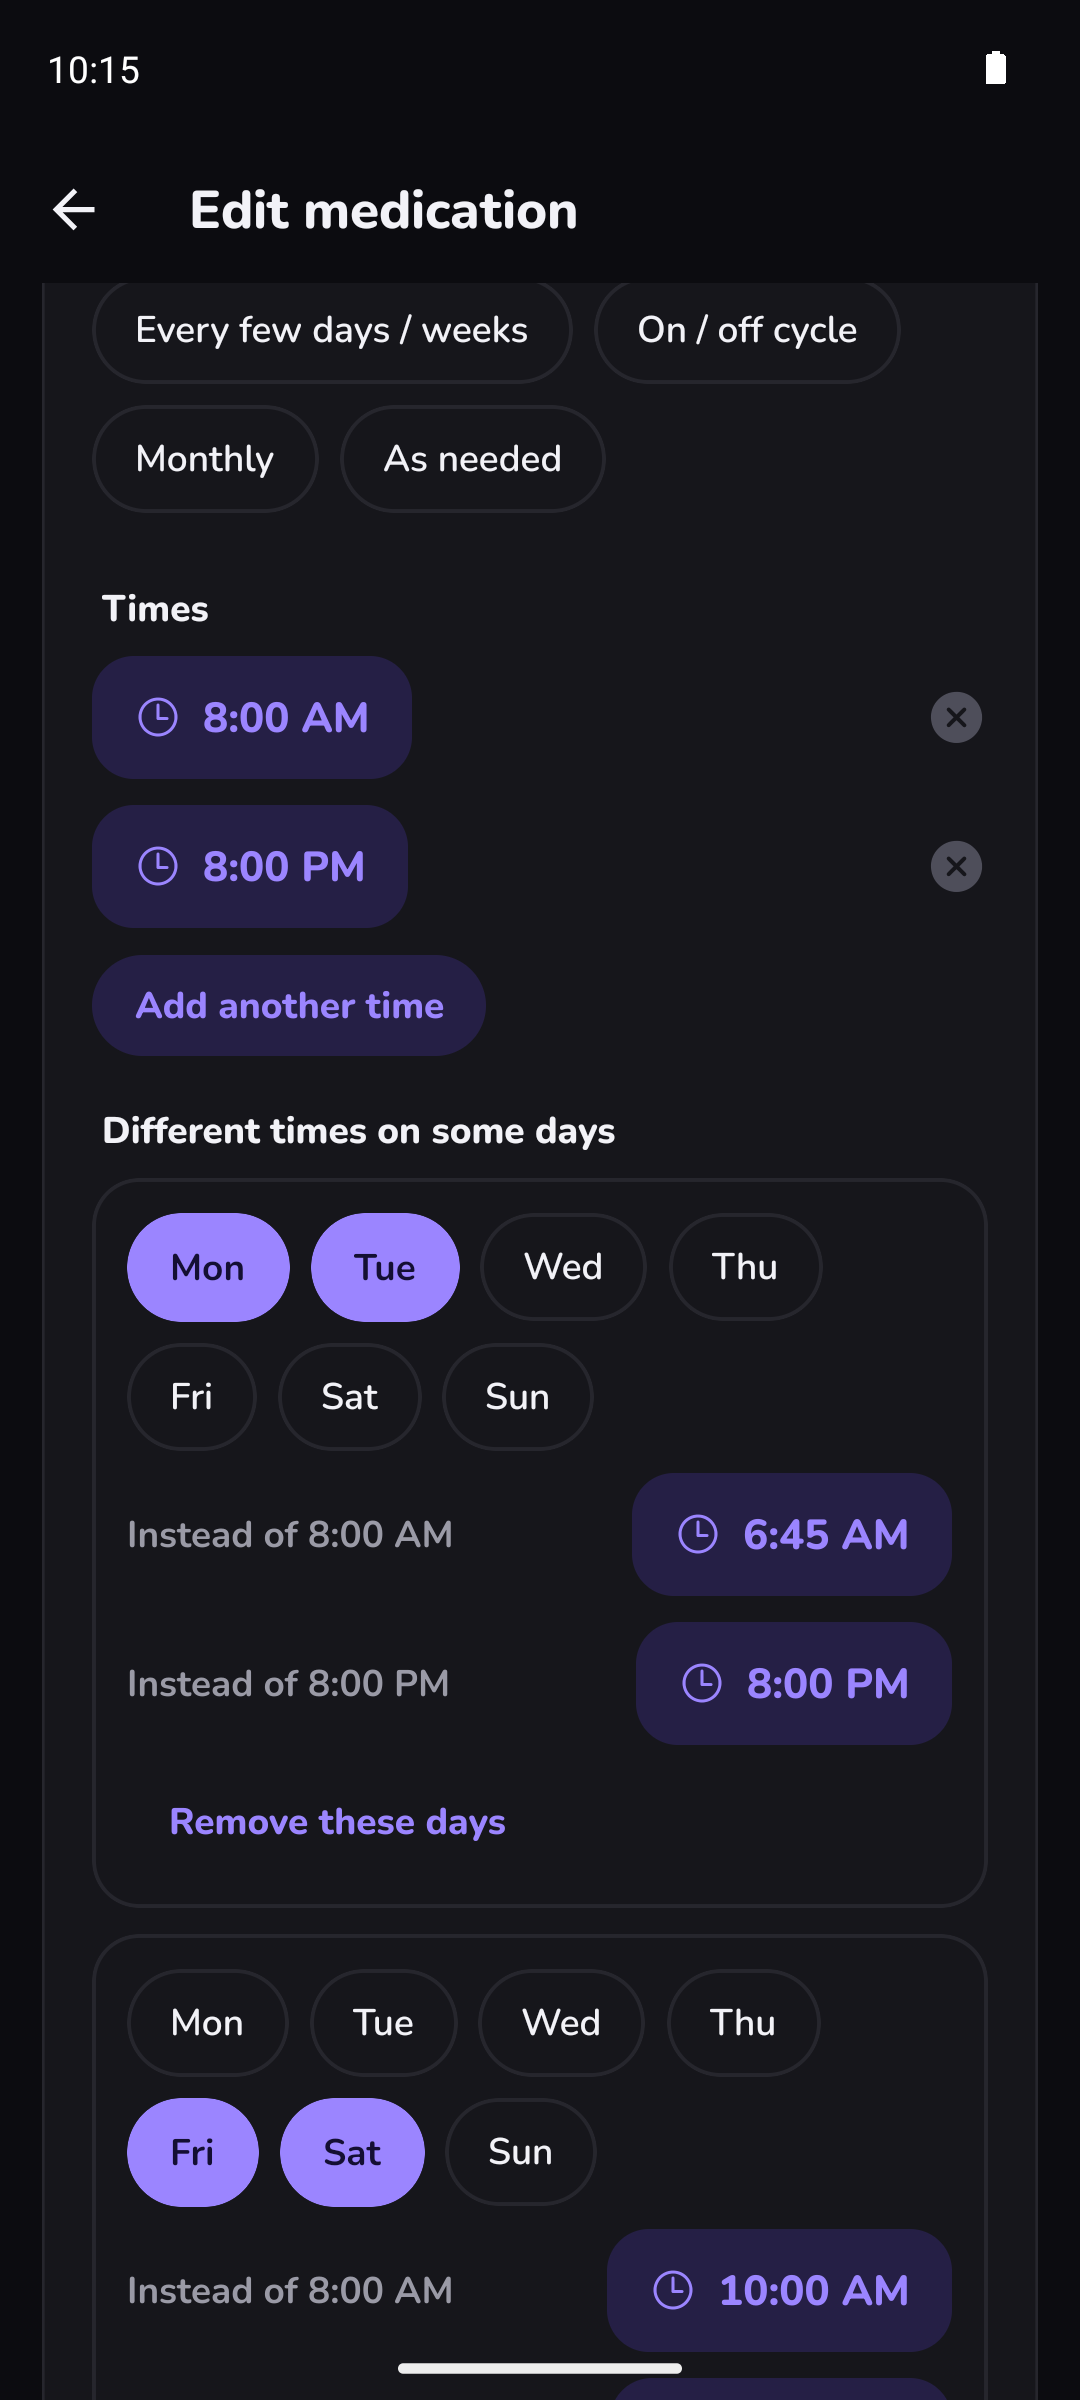 10:15
Edit medication
Every few days / weeks
On / off cycle
Monthly
As needed
Times
8:00 AM
8:00 PM
Add another time
Different times on some days
Mon
Tue
Wed
Thu
Fri
Sat
Sun
Instead of 8:00 AM
6:45 AM
Instead of 8:00 PM
8:00 PM
Remove these days
Mon
Tue
Wed
Thu
Fri
Sat
Sun
Instead of 8:00 AM
10:00 AM